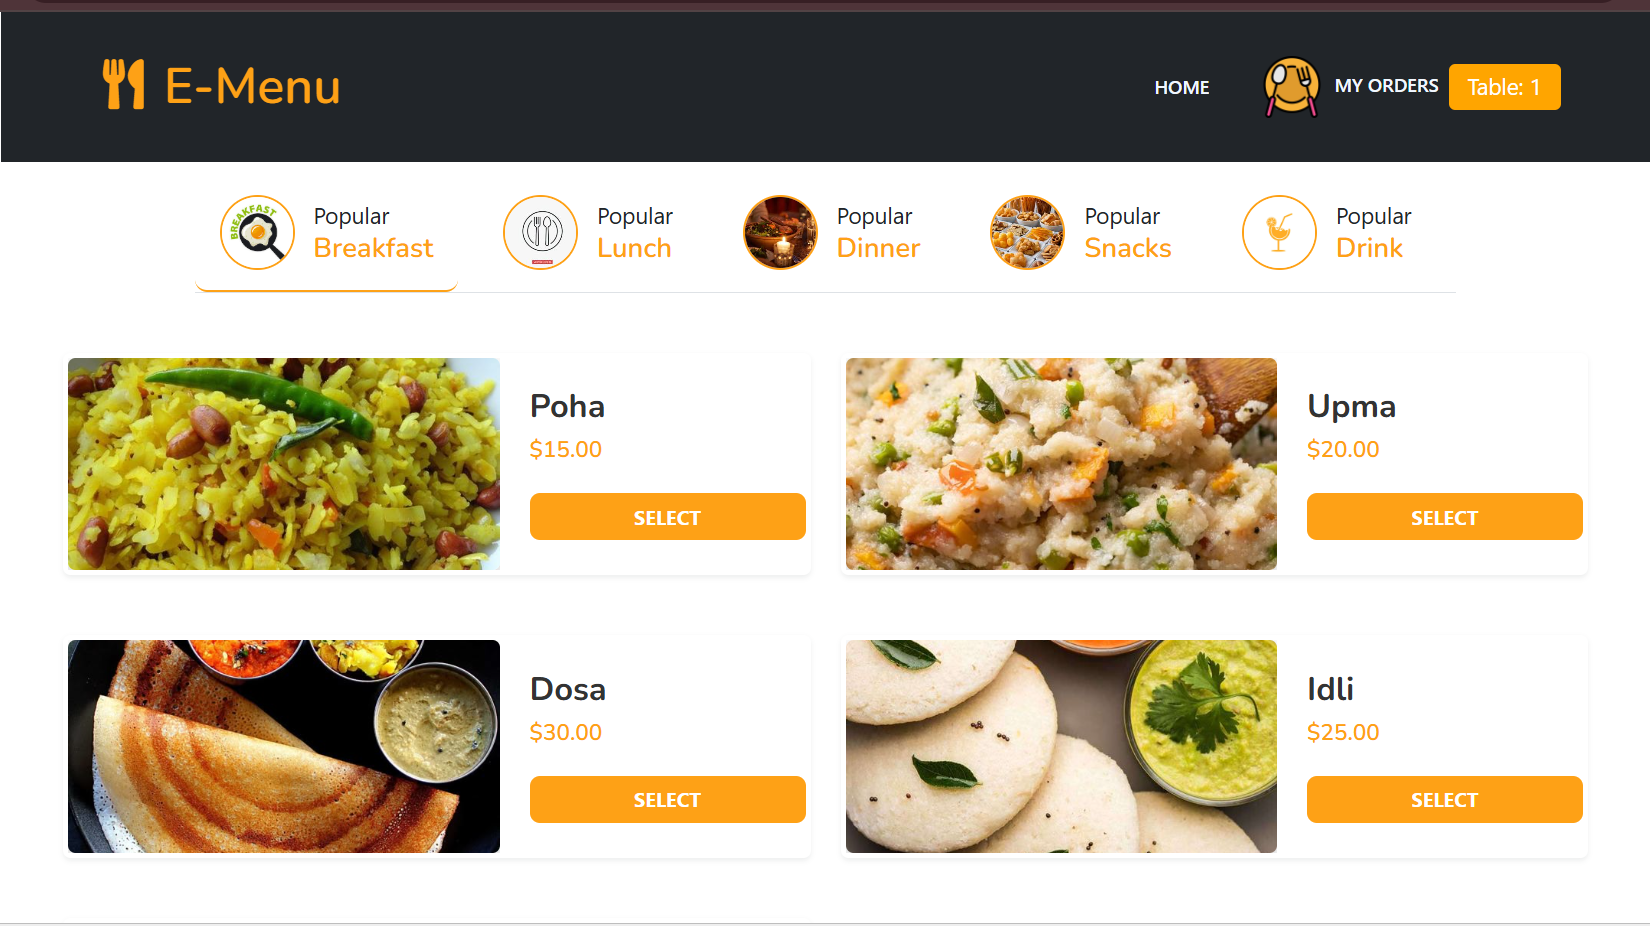 E-Menu
HOME
MY ORDERS
Table: 1
BREAKFAST
Popular
Breakfast
Popular
Lunch
Popular
Dinner
Popular
Snacks
Popular
Drink
Poha
$15.00
SELECT
Upma
$20.00
SELECT
Dosa
$30.00
SELECT
Idli
$25.00
SELECT